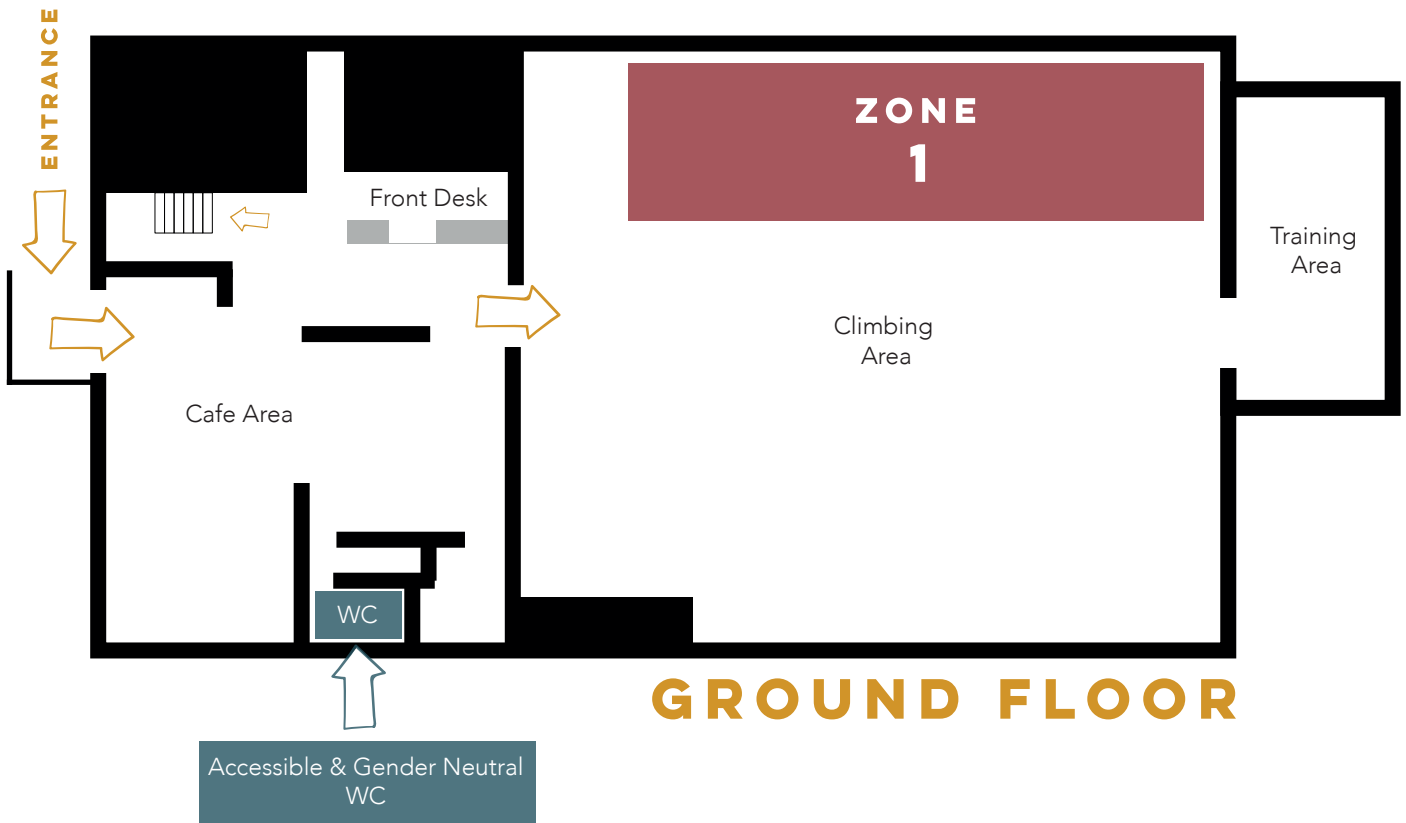 ENTRANCE
ZONE
1
Front Desk
Training
Area
Climbing
Area
Cafe Area
WC
GROUND FLOOR
Accessible & Gender Neutral
WC